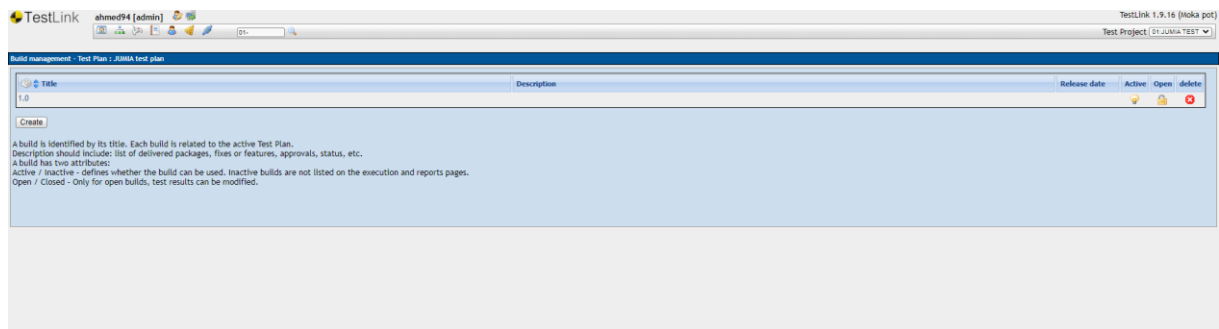 TestLink ahmed94 [admin] TestLink 1.9.16 (Moka pot)
01- Test Project 01:JUMIA TEST
Build management - Test Plan : JUMIA test plan
Title Description Release date Active Open delete
1.0
Create
A build is identified by its title. Each build is related to the active Test Plan.
Description should include: list of delivered packages, fixes or features, approvals, status, etc.
A build has two attributes:
Active / Inactive - defines whether the build can be used. Inactive builds are not listed on the execution and reports pages.
Open / Closed - Only for open builds, test results can be modified.